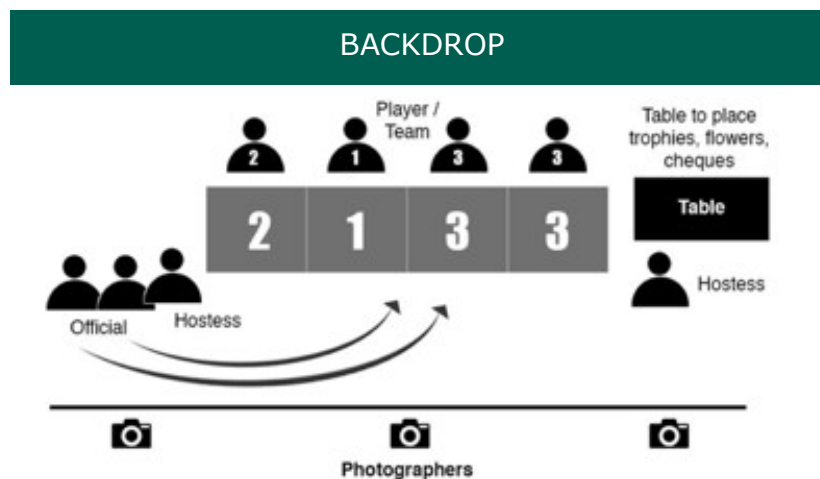 BACKDROP
Player /
Team
Table to place
trophies, flowers,
cheques
2 1 3 3
2 1 3 3
Table
Hostess
Official
Hostess
Photographers